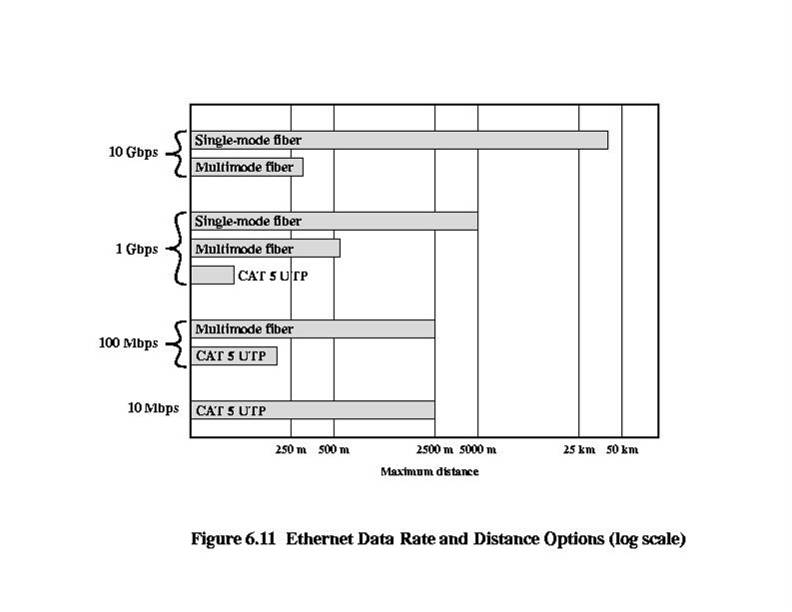 10 Gbps
Single-mode fiber
Multimode fiber
1 Gbps
Single-mode fiber
Multimode fiber
CAT 5 UTP
100 Mbps
Multimode fiber
CAT 5 UTP
10 Mbps
CAT 5 UTP
250 m 500 m 2500 m 5000 m 25 km 50 km
Maximum distance
Figure 6.11 Ethernet Data Rate and Distance Options (log scale)